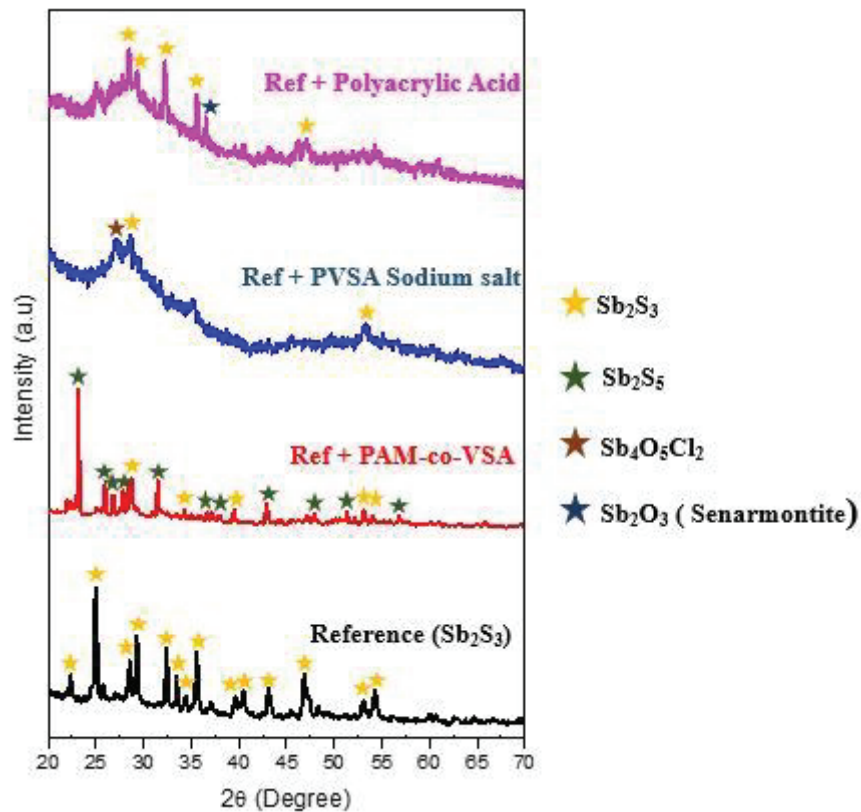 Ref + Polyacrylic Acid
Ref + PVSA Sodium salt
Ref + PAM-co-VSA
Reference (Sb₂S₃)
Intensity (a.u)
20 25 30 35 40 45 50 55 60 65 70
2θ (Degree)
Sb₂S₃
Sb₂S₅
Sb₄O₅Cl₂
Sb₂O₃ ( Senarmontite)